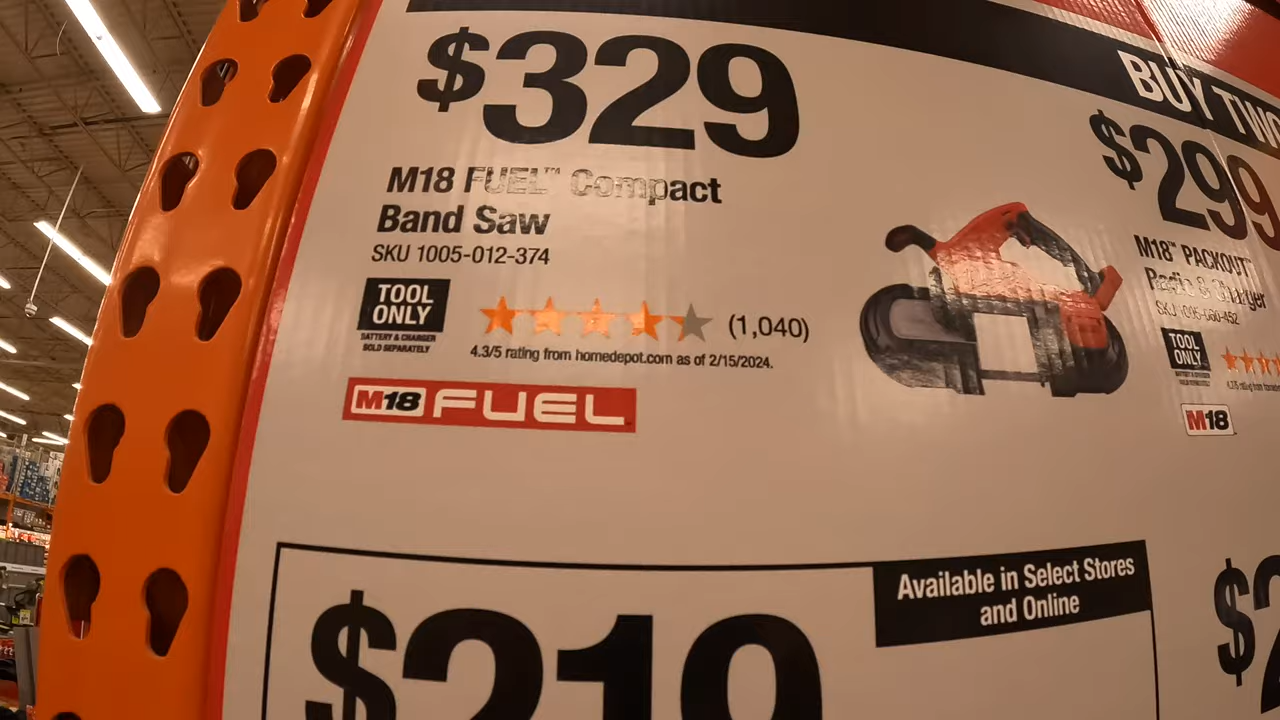 $329
M18 FUEL™ Compact
Band Saw
SKU 1005-012-374
TOOL
ONLY
BATTERY & CHARGER
SOLD SEPARATELY
(1,040)
4.3/5 rating from homedepot.com as of 2/15/2024.
M18 FUEL
BUY TWO
$299
M18™ PACKOUT™
Radio & Charger
TOOL
ONLY
M18
Available in Select Stores
and Online
$219
$2